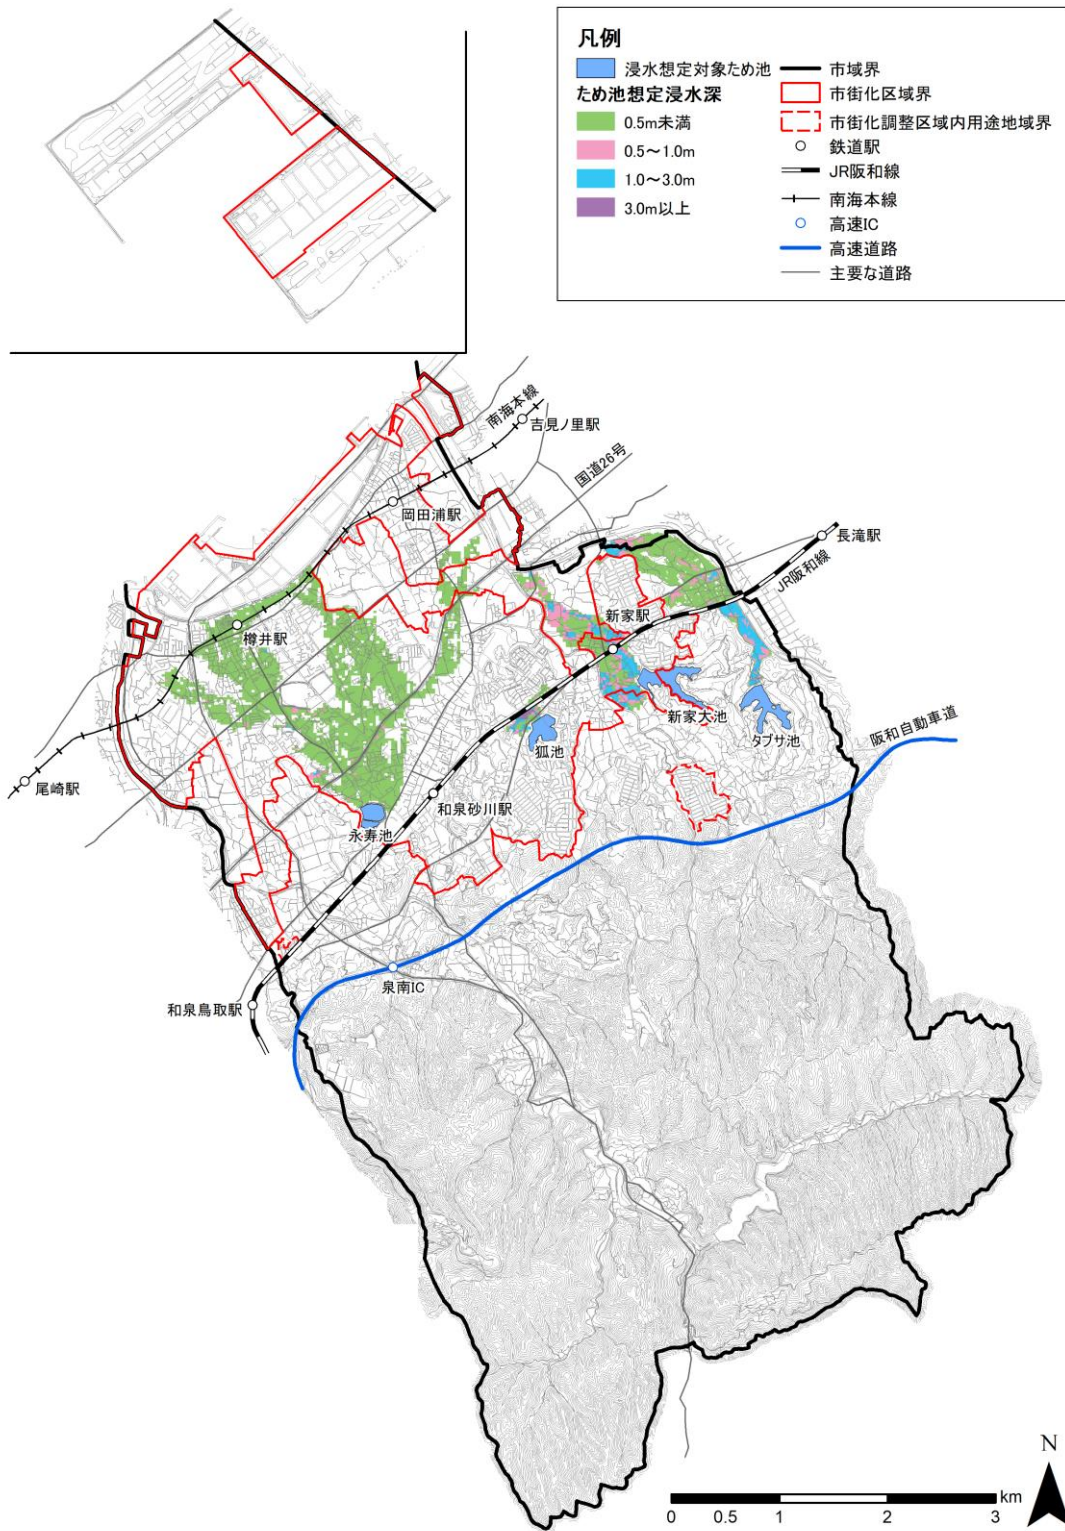 凡例
浸水想定対象ため池
ため池想定浸水深
0.5m未満
0.5～1.0m
1.0～3.0m
3.0m以上
市域界
市街化区域界
市街化調整区域内用途地域界
鉄道駅
JR阪和線
南海本線
高速IC
高速道路
主要な道路
南海本線
吉見ノ里駅
国道26号
岡田浦駅
長滝駅
JR阪和線
新家駅
樽井駅
新家大池
タブサ池
狐池
阪和自動車道
尾崎駅
和泉砂川駅
永寿池
泉南IC
和泉鳥取駅
N
km
0 0.5 1 2 3